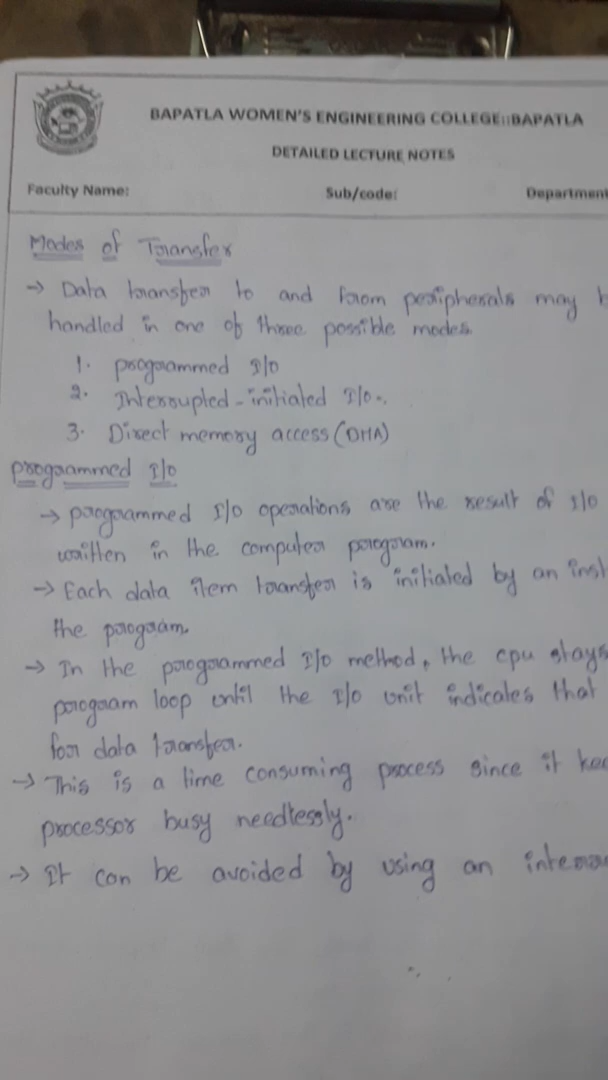 BAPATLA WOMEN'S ENGINEERING COLLEGE::BAPATLA
DETAILED LECTURE NOTES
Faculty Name: Sub/code: Department
Modes of Transfer
→ Data transfer to and from peripherals may b
handled in one of three possible modes.
1. programmed I/O
2. Interrupted-initiated I/O.
3. Direct memory access (DMA)
programmed I/O
→ programmed I/O operations are the result of I/O
written in the computer program.
→ Each data item transfer is initiated by an inst
the program.
→ In the programmed I/O method, the cpu stays
program loop until the I/O unit indicates that
for data transfer.
→ This is a time consuming process since it kee
processor busy needlessly.
→ It can be avoided by using an interru